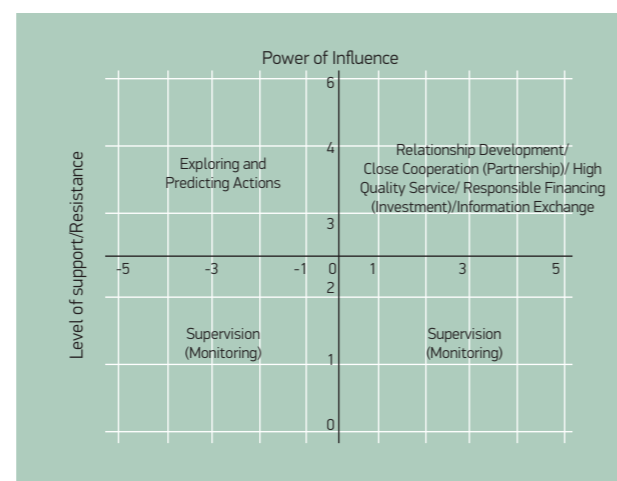 Power of Influence
6
4
Exploring and
Predicting Actions
Relationship Development/
Close Cooperation (Partnership)/ High
Quality Service/ Responsible Financing
(Investment)/Information Exchange
3
Level of support/Resistance
-5
-3
-1
0
1
3
5
2
Supervision
(Monitoring)
1
Supervision
(Monitoring)
0